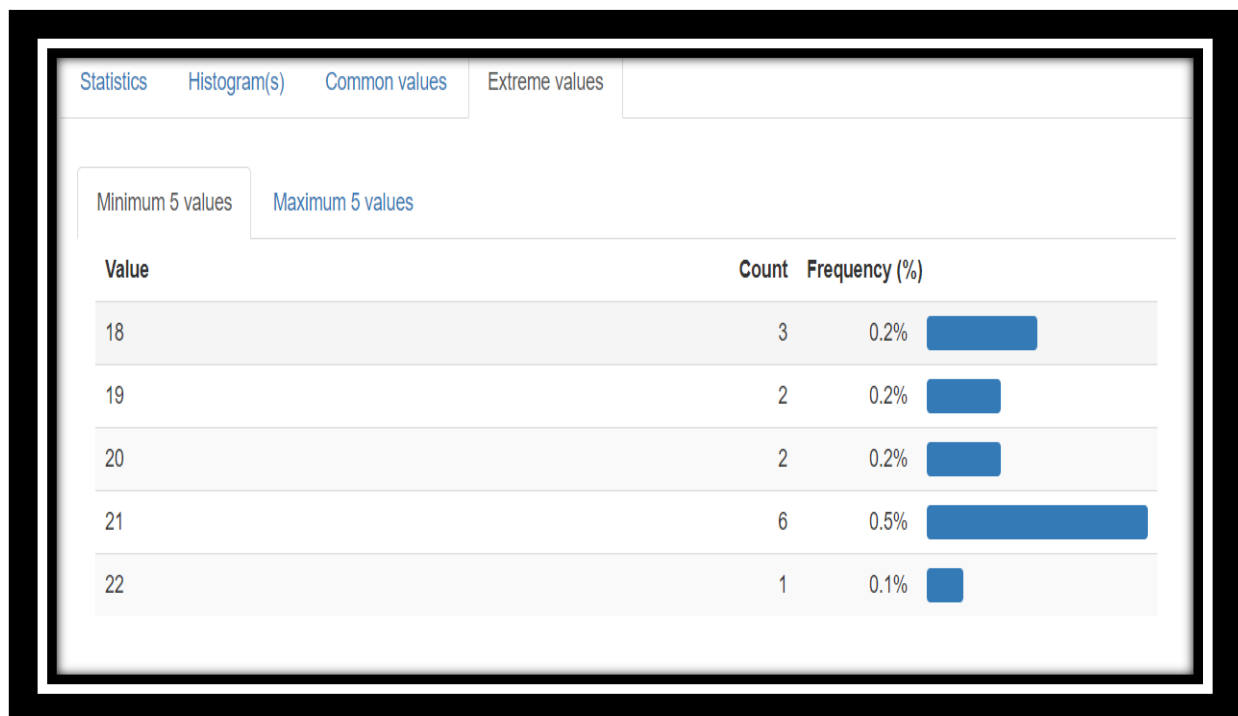 Statistics Histogram(s) Common values Extreme values
Minimum 5 values Maximum 5 values
Value Count Frequency (%)
18 3 0.2%
19 2 0.2%
20 2 0.2%
21 6 0.5%
22 1 0.1%